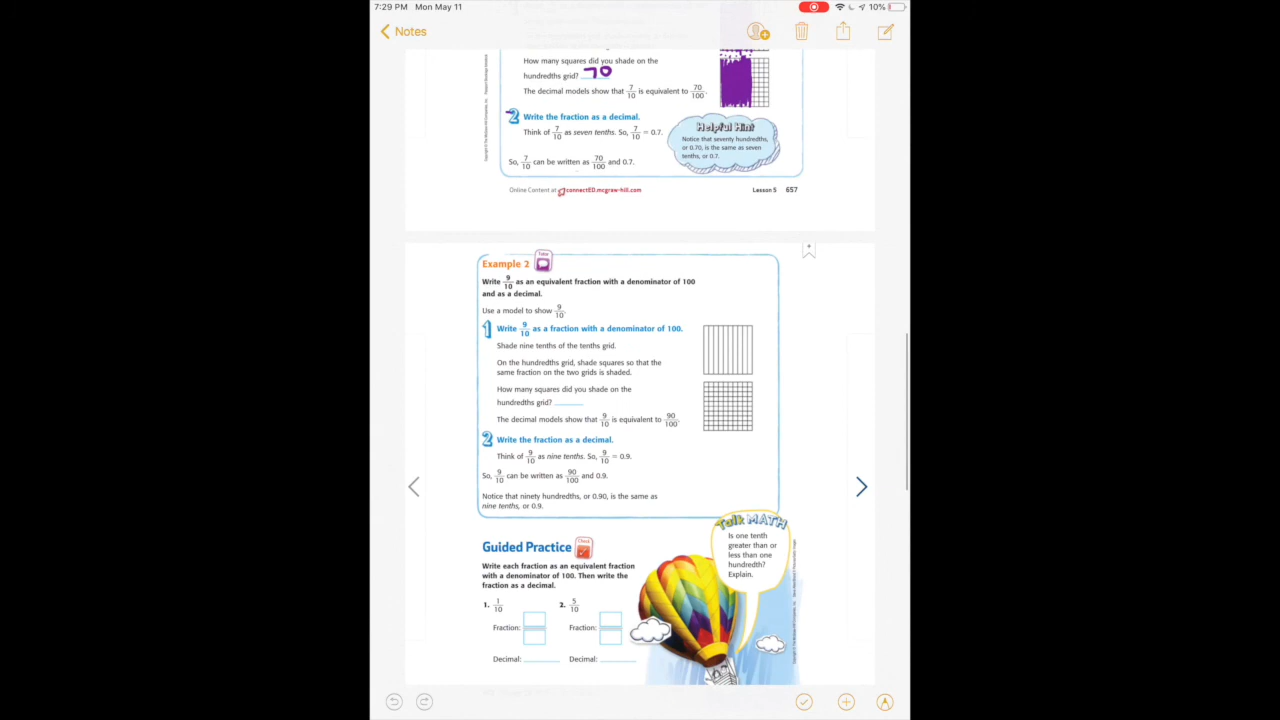 7:29 PM Mon May 11
10%
Notes
How many squares did you shade on the
hundredths grid? 70
The decimal models show that 7/10 is equivalent to 70/100.
2 Write the fraction as a decimal.
Think of 7/10 as seven tenths. So, 7/10 = 0.7.
So, 7/10 can be written as 70/100 and 0.7.
Helpful Hint
Notice that seventy hundredths,
or 0.70, is the same as seven
tenths, or 0.7.
Online Content at connectED.mcgraw-hill.com
Lesson 5 657
Example 2
Tutor
Write 9/10 as an equivalent fraction with a denominator of 100
and as a decimal.
Use a model to show 9/10.
1 Write 9/10 as a fraction with a denominator of 100.
Shade nine tenths of the tenths grid.
On the hundredths grid, shade squares so that the
same fraction on the two grids is shaded.
How many squares did you shade on the
hundredths grid?
The decimal models show that 9/10 is equivalent to 90/100.
2 Write the fraction as a decimal.
Think of 9/10 as nine tenths. So, 9/10 = 0.9.
So, 9/10 can be written as 90/100 and 0.9.
Notice that ninety hundredths, or 0.90, is the same as
nine tenths, or 0.9.
Talk MATH
Is one tenth
greater than or
less than one
hundredth?
Explain.
Guided Practice
Check
Write each fraction as an equivalent fraction
with a denominator of 100. Then write the
fraction as a decimal.
1. 1/10 2. 5/10
Fraction: Fraction:
Decimal: Decimal: